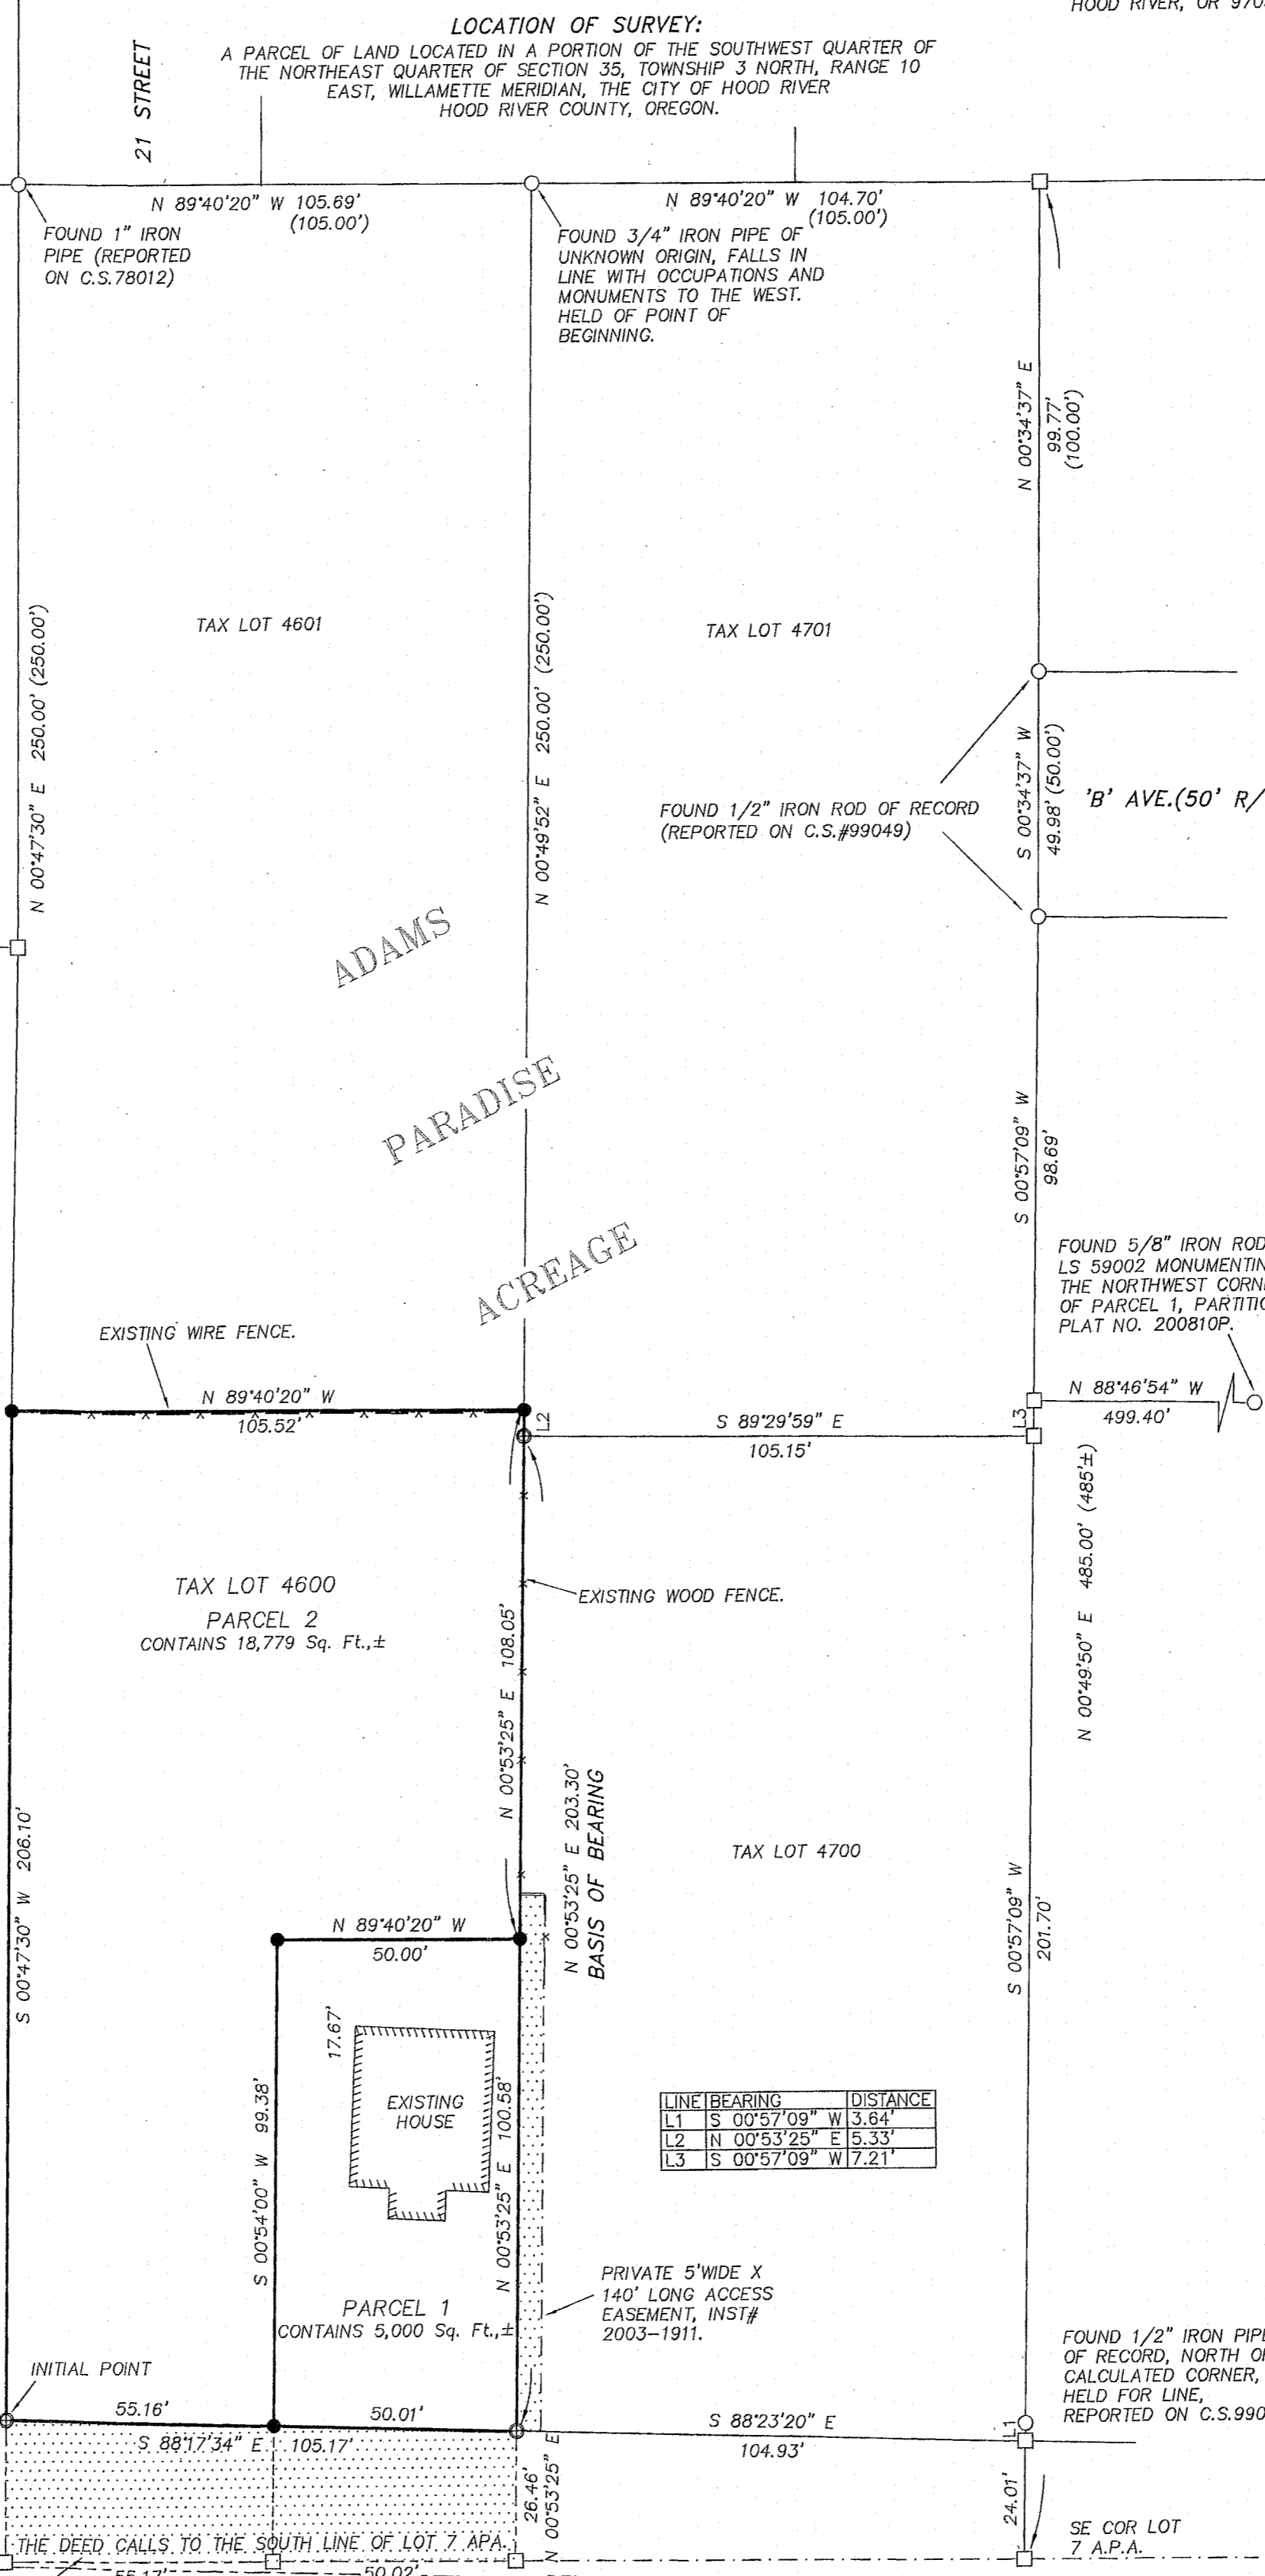 HOOD RIVER, OR
LOCATION OF SURVEY:
A PARCEL OF LAND LOCATED IN A PORTION OF THE SOUTHWEST QUARTER OF
THE NORTHEAST QUARTER OF SECTION 35, TOWNSHIP 3 NORTH, RANGE 10
EAST, WILLAMETTE MERIDIAN, THE CITY OF HOOD RIVER
HOOD RIVER COUNTY, OREGON.
21 STREET
N 89°40'20" W 105.69'
(105.00')
N 89°40'20" W 104.70'
(105.00')
FOUND 1" IRON
PIPE (REPORTED
ON C.S.78012)
FOUND 3/4" IRON PIPE OF
UNKNOWN ORIGIN, FALLS IN
LINE WITH OCCUPATIONS AND
MONUMENTS TO THE WEST.
HELD OF POINT OF
BEGINNING.
N 00°34'37" E
99.77'
(100.00')
TAX LOT 4601
TAX LOT 4701
N 00°47'30" E 250.00' (250.00')
N 00°49'52" E 250.00' (250.00')
S 00°34'37" W
49.98' (50.00')
'B' AVE.(50' R/
FOUND 1/2" IRON ROD OF RECORD
(REPORTED ON C.S.#99049)
ADAMS
PARADISE
ACREAGE
S 00°57'09" W
98.69'
FOUND 5/8" IRON ROD
LS 59002 MONUMENTIN
THE NORTHWEST CORN
OF PARCEL 1, PARTITI
PLAT NO. 200810P.
EXISTING WIRE FENCE.
N 89°40'20" W
105.52'
L2
S 89°29'59" E
105.15'
L3
N 88°46'54" W
499.40'
N 00°49'50" E 485.00' (485'±)
TAX LOT 4600
PARCEL 2
CONTAINS 18,779 Sq. Ft.,±
EXISTING WOOD FENCE.
N 00°53'25" E 108.05'
N 00°53'25" E 203.30'
BASIS OF BEARING
TAX LOT 4700
S 00°47'30" W 206.10'
S 00°57'09" W
201.70'
N 89°40'20" W
50.00'
17.67'
EXISTING
HOUSE
S 00°54'00" W 99.38'
N 00°53'25" E 100.58'
LINE BEARING DISTANCE
L1 S 00°57'09" W 3.64'
L2 N 00°53'25" E 5.33'
L3 S 00°57'09" W 7.21'
PRIVATE 5'WIDE X
140' LONG ACCESS
EASEMENT, INST#
2003-1911.
PARCEL 1
CONTAINS 5,000 Sq. Ft.,±
FOUND 1/2" IRON PIPE
OF RECORD, NORTH O
CALCULATED CORNER,
HELD FOR LINE,
REPORTED ON C.S.990
INITIAL POINT
55.16'
50.01'
S 88°17'34" E 105.17'
S 88°23'20" E
104.93'
L1
26.46'
N 00°53'25" E
24.01'
SE COR LOT
7 A.P.A.
THE DEED CALLS TO THE SOUTH LINE OF LOT 7 APA.
55.17'
50.02'